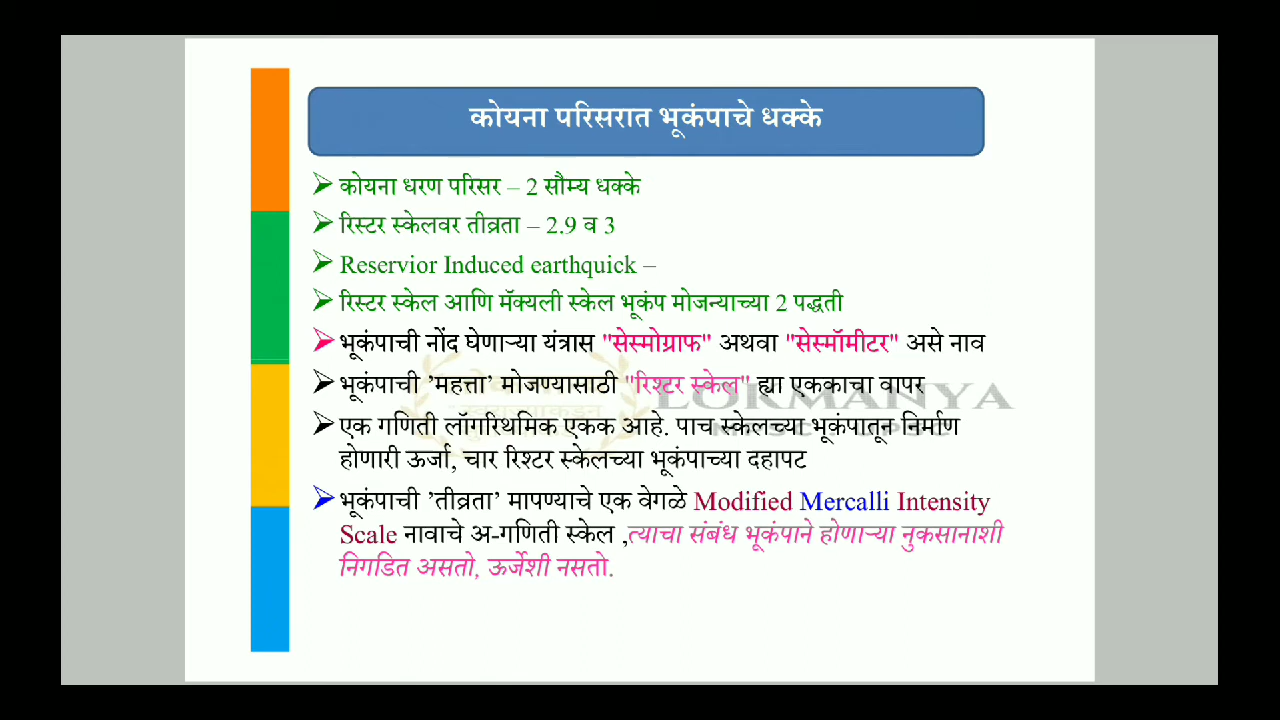 कोयना परिसरात भूकंपाचे धक्के
कोयना धरण परिसर – 2 सौम्य धक्के
रिस्टर स्केलवर तीव्रता – 2.9 व 3
Reservior Induced earthquick –
रिस्टर स्केल आणि मॅक्यली स्केल भूकंप मोजन्याच्या 2 पद्धती
भूकंपाची नोंद घेणाऱ्या यंत्रास "सेस्मोग्राफ" अथवा "सेस्मॉमीटर" असे नाव
भूकंपाची ’महत्ता’ मोजण्यासाठी "रिश्टर स्केल" ह्या एककाचा वापर
एक गणिती लॉगरिथमिक एकक आहे. पाच स्केलच्या भूकंपातून निर्माण
होणारी ऊर्जा, चार रिश्टर स्केलच्या भूकंपाच्या दहापट
भूकंपाची ’तीव्रता’ मापण्याचे एक वेगळे Modified Mercalli Intensity
Scale नावाचे अ-गणिती स्केल ,त्याचा संबंध भूकंपाने होणाऱ्या नुकसानाशी
निगडित असतो, ऊर्जेशी नसतो.
LOKMANYA